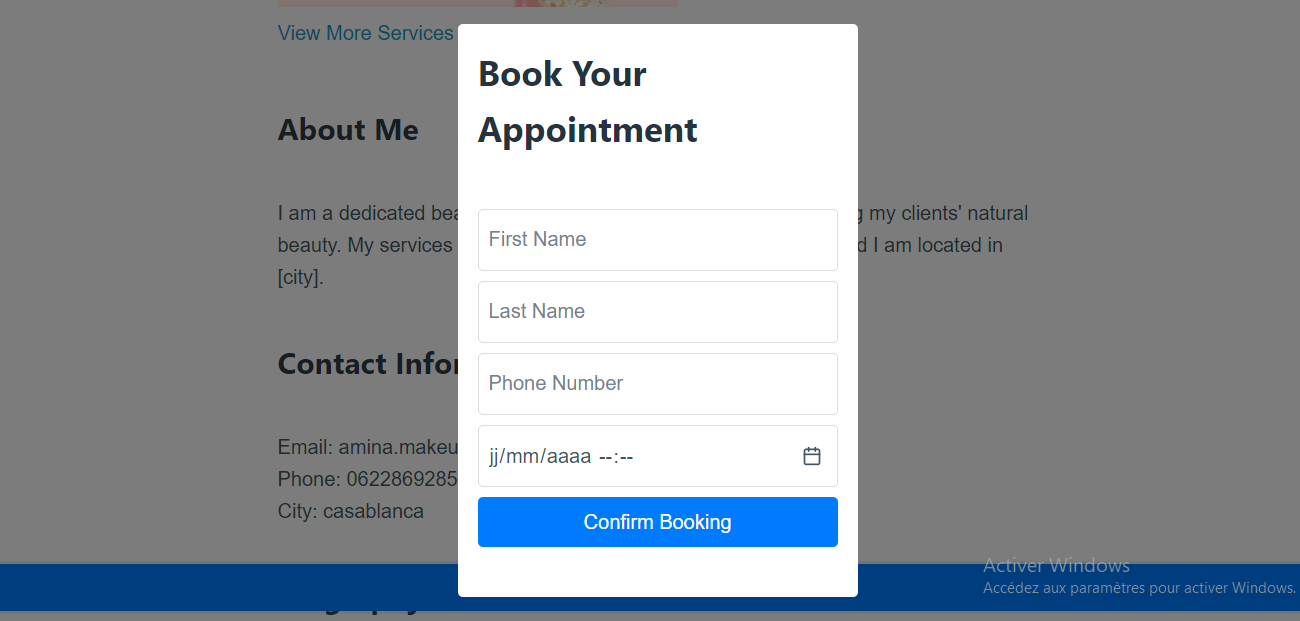 View More Services
Book Your
Appointment
About Me
First Name
I am a dedicated my clients' natural
beauty. My services I am located in
[city].
Last Name
Contact
Phone Number
Email: amina.makeu
jj/mm/aaaa --:--
Phone: 0622869285
City: casablanca
Confirm Booking
Activer Windows
Accédez aux paramètres pour activer Windows.